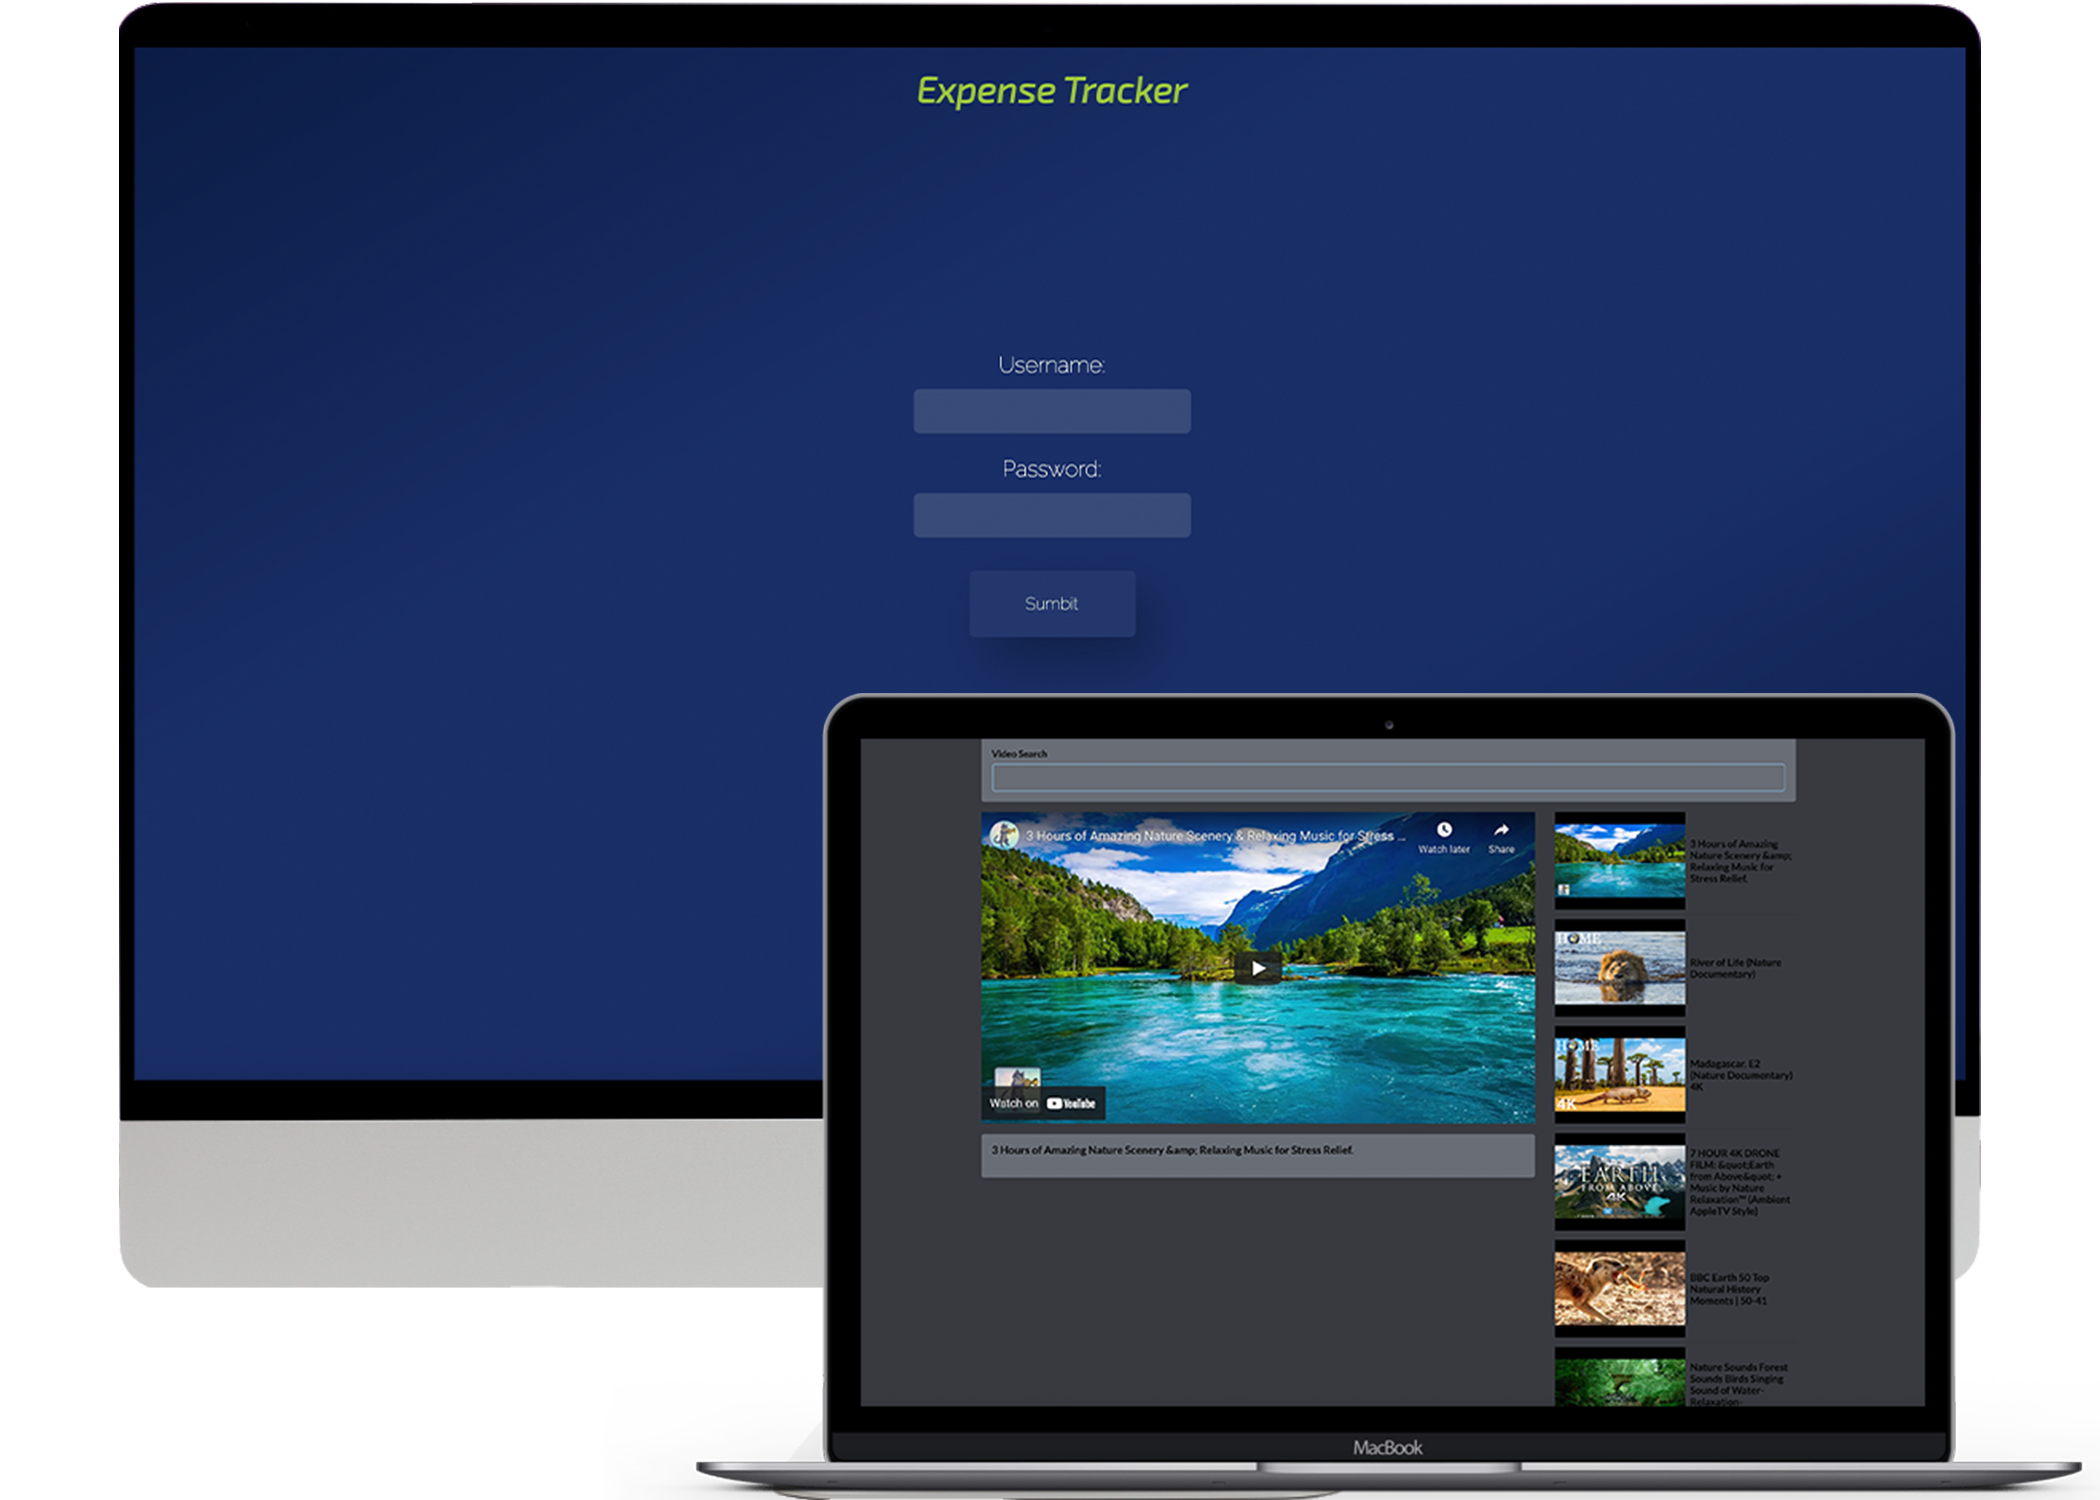 Expense Tracker
Username:
Password:
Sumbit
Video Search
3 Hours of Amazing Nature Scenery & Relaxing Music for Stress ...
Watch later
Share
Watch on YouTube
3 Hours of Amazing Nature Scenery &amp; Relaxing Music for Stress Relief.
3 Hours of Amazing
Nature Scenery &amp;
Relaxing Music for
Stress Relief.
HOME
River of Life (Nature
Documentary)
HOME
4K
Madagascar. E2
(Nature Documentary)
4K
EARTH
FROM ABOVE
4K
7 HOUR 4K DRONE
FILM: &quot;Earth
from Above&quot; +
Music by Nature
Relaxation™ (Ambient
AppleTV Style)
BBC Earth 50 Top
Natural History
Moments | 50-41
Nature Sounds Forest
Sounds Birds Singing
Sound of Water-
Relaxation-
MacBook